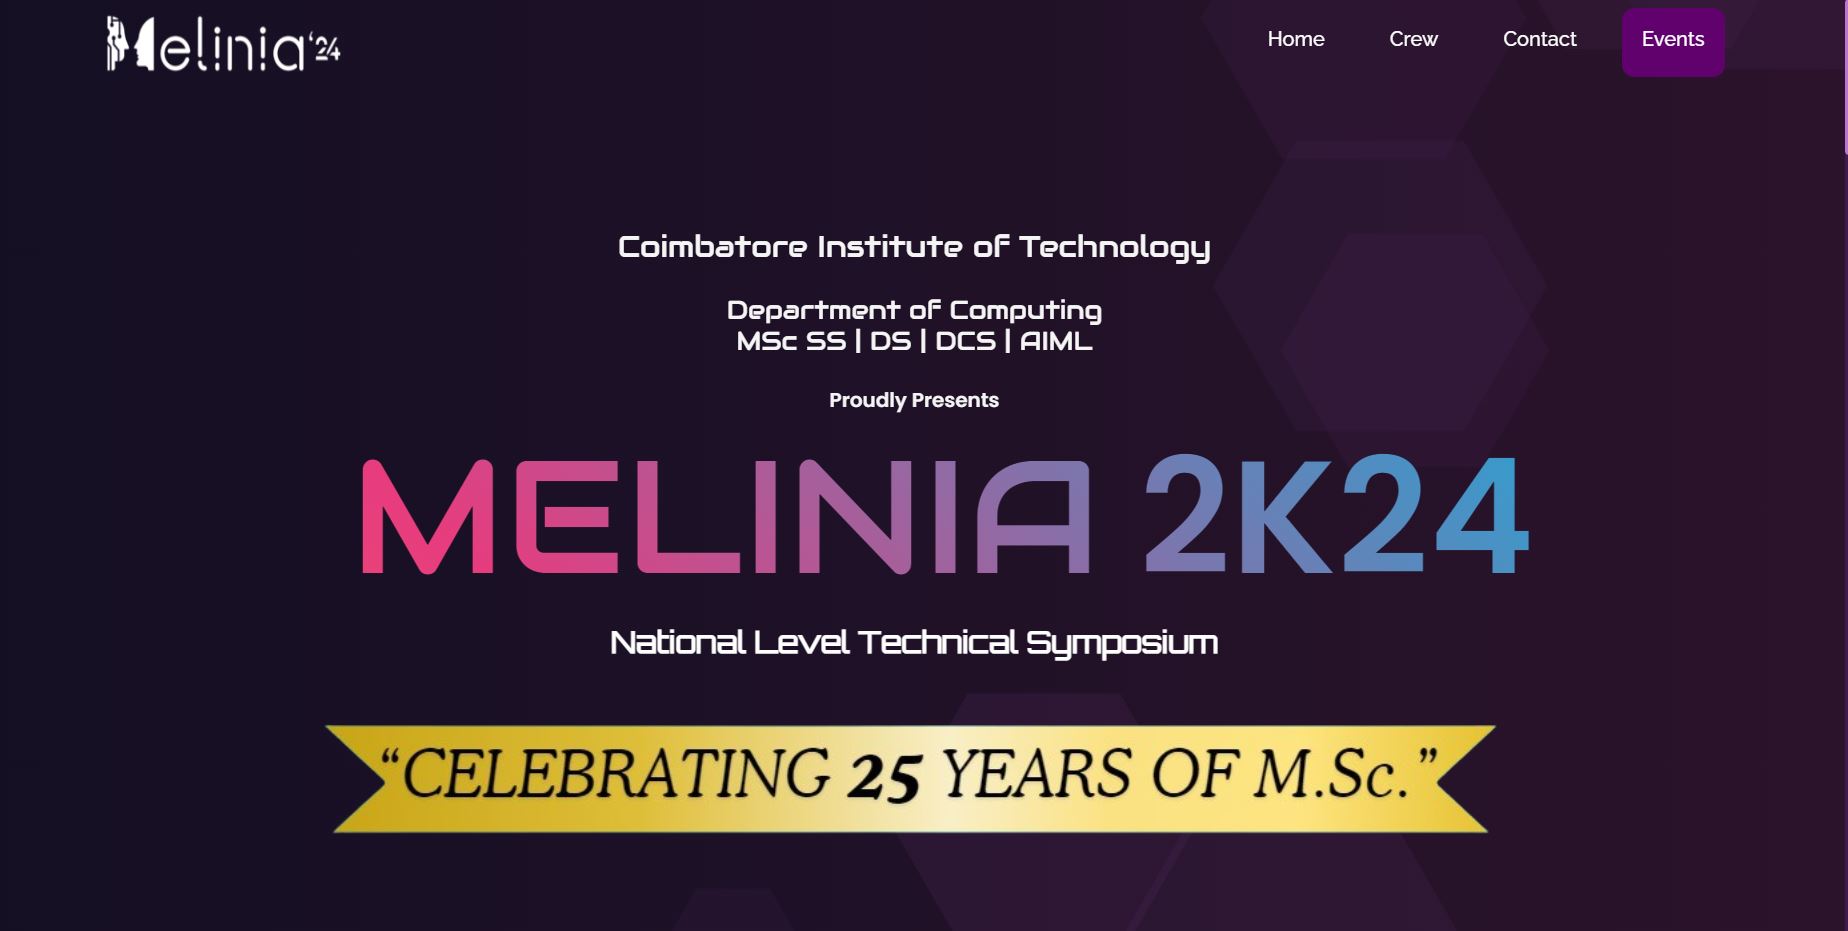 Melinia'24
Home Crew Contact Events
Coimbatore Institute of Technology
Department of Computing
MSc SS | DS | DCS | AIML
Proudly Presents
MELINIA 2K24
National Level Technical Symposium
“CELEBRATING 25 YEARS OF M.Sc.”